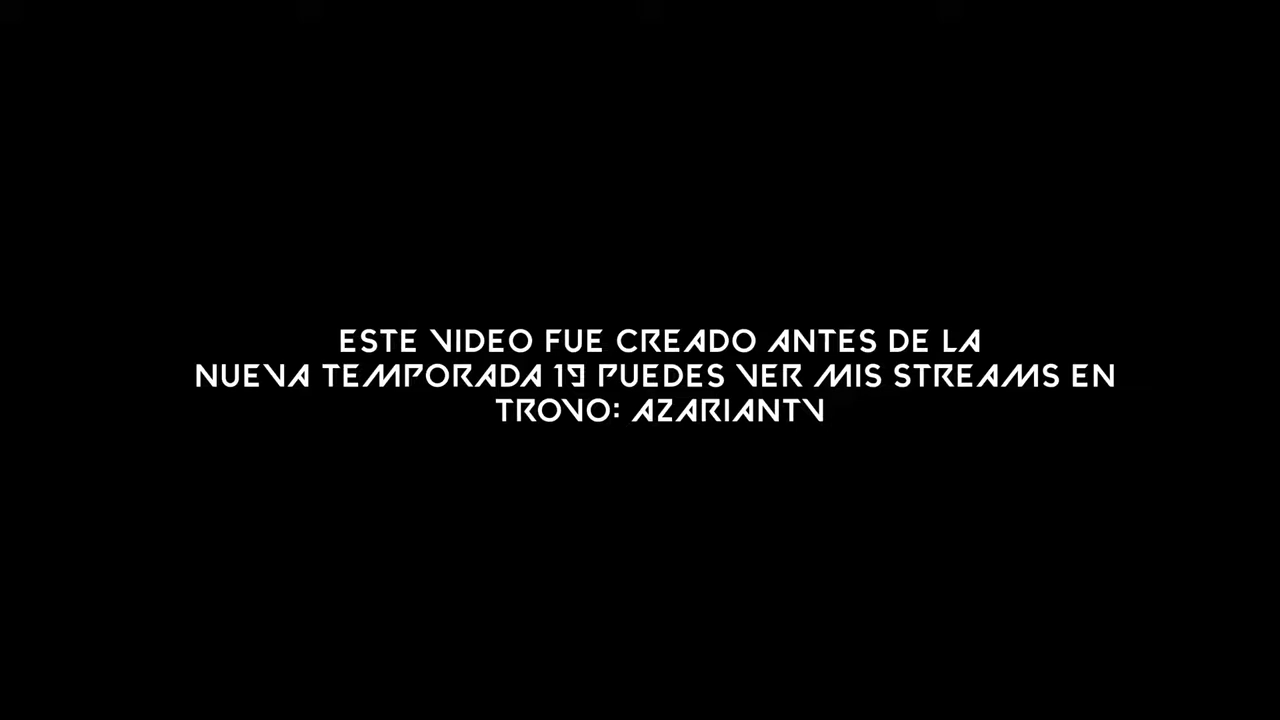 ESTE VIDEO FUE CREADO ANTES DE LA
NUEVA TEMPORADA 19 PUEDES VER MIS STREAMS EN
TROVO: AZARIANTV